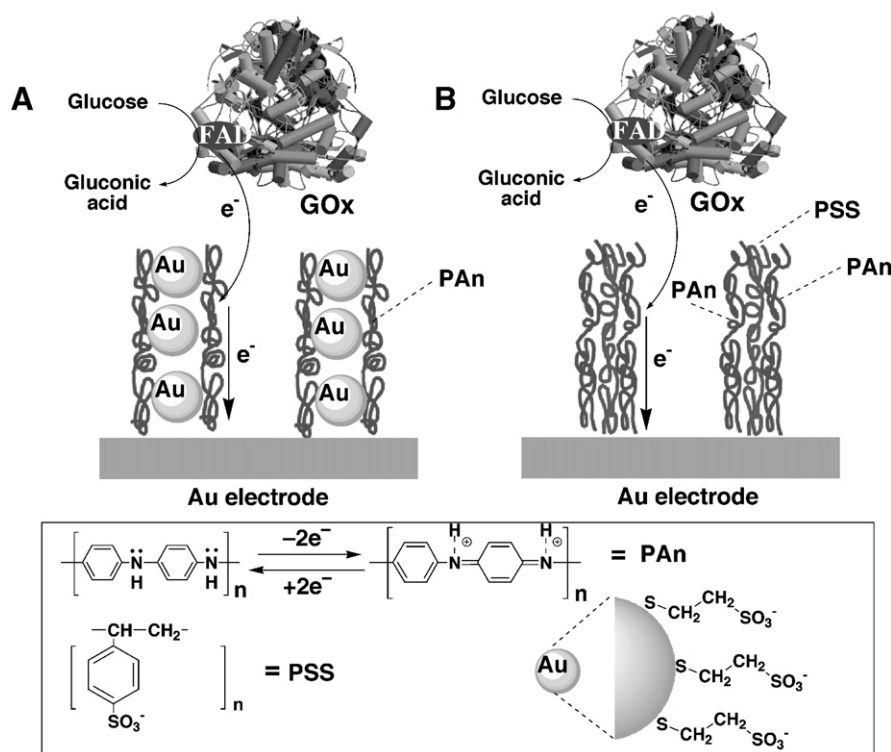 A
Glucose
FAD
Gluconic
acid
e-
GOx
Au
Au
Au
e-
Au
Au
Au
PAn
Au electrode
B
Glucose
FAD
Gluconic
acid
e-
GOx
PSS
PAn
PAn
e-
Au electrode
N
H
N
H
n
–2e–
+2e–
H
⊕
N
H
⊕
N
n
= PAn
CH
CH2
SO3-
n
= PSS
Au
S
CH2
CH2
SO3-
S
CH2
CH2
SO3-
S
CH2
CH2
SO3-